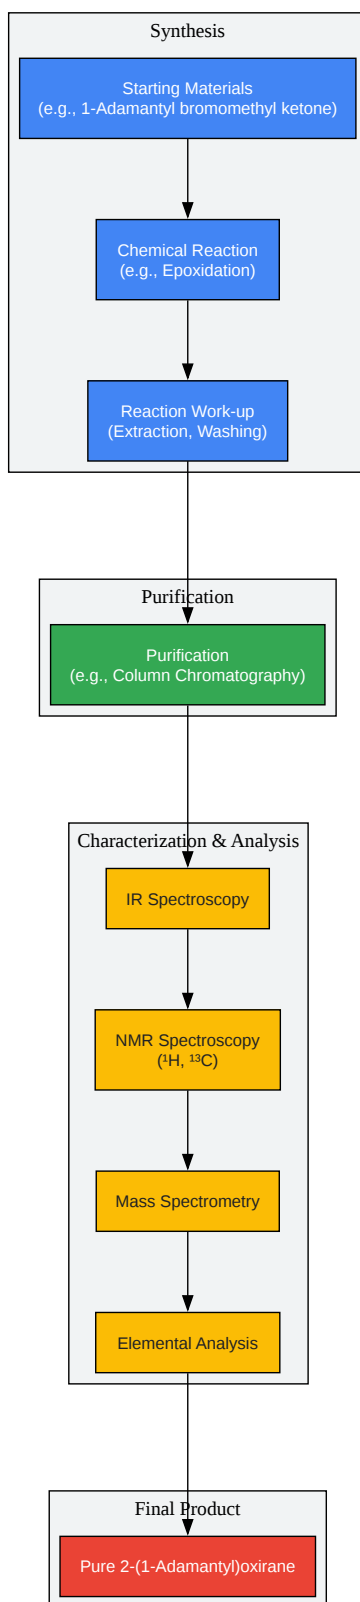 Synthesis
Starting Materials
(e.g., 1-Adamantyl bromomethyl ketone)
Chemical Reaction
(e.g., Epoxidation)
Reaction Work-up
(Extraction, Washing)
Purification
Purification
(e.g., Column Chromatography)
Characterization & Analysis
IR Spectroscopy
NMR Spectroscopy
(¹H, ¹³C)
Mass Spectrometry
Elemental Analysis
Final Product
Pure 2-(1-Adamantyl)oxirane